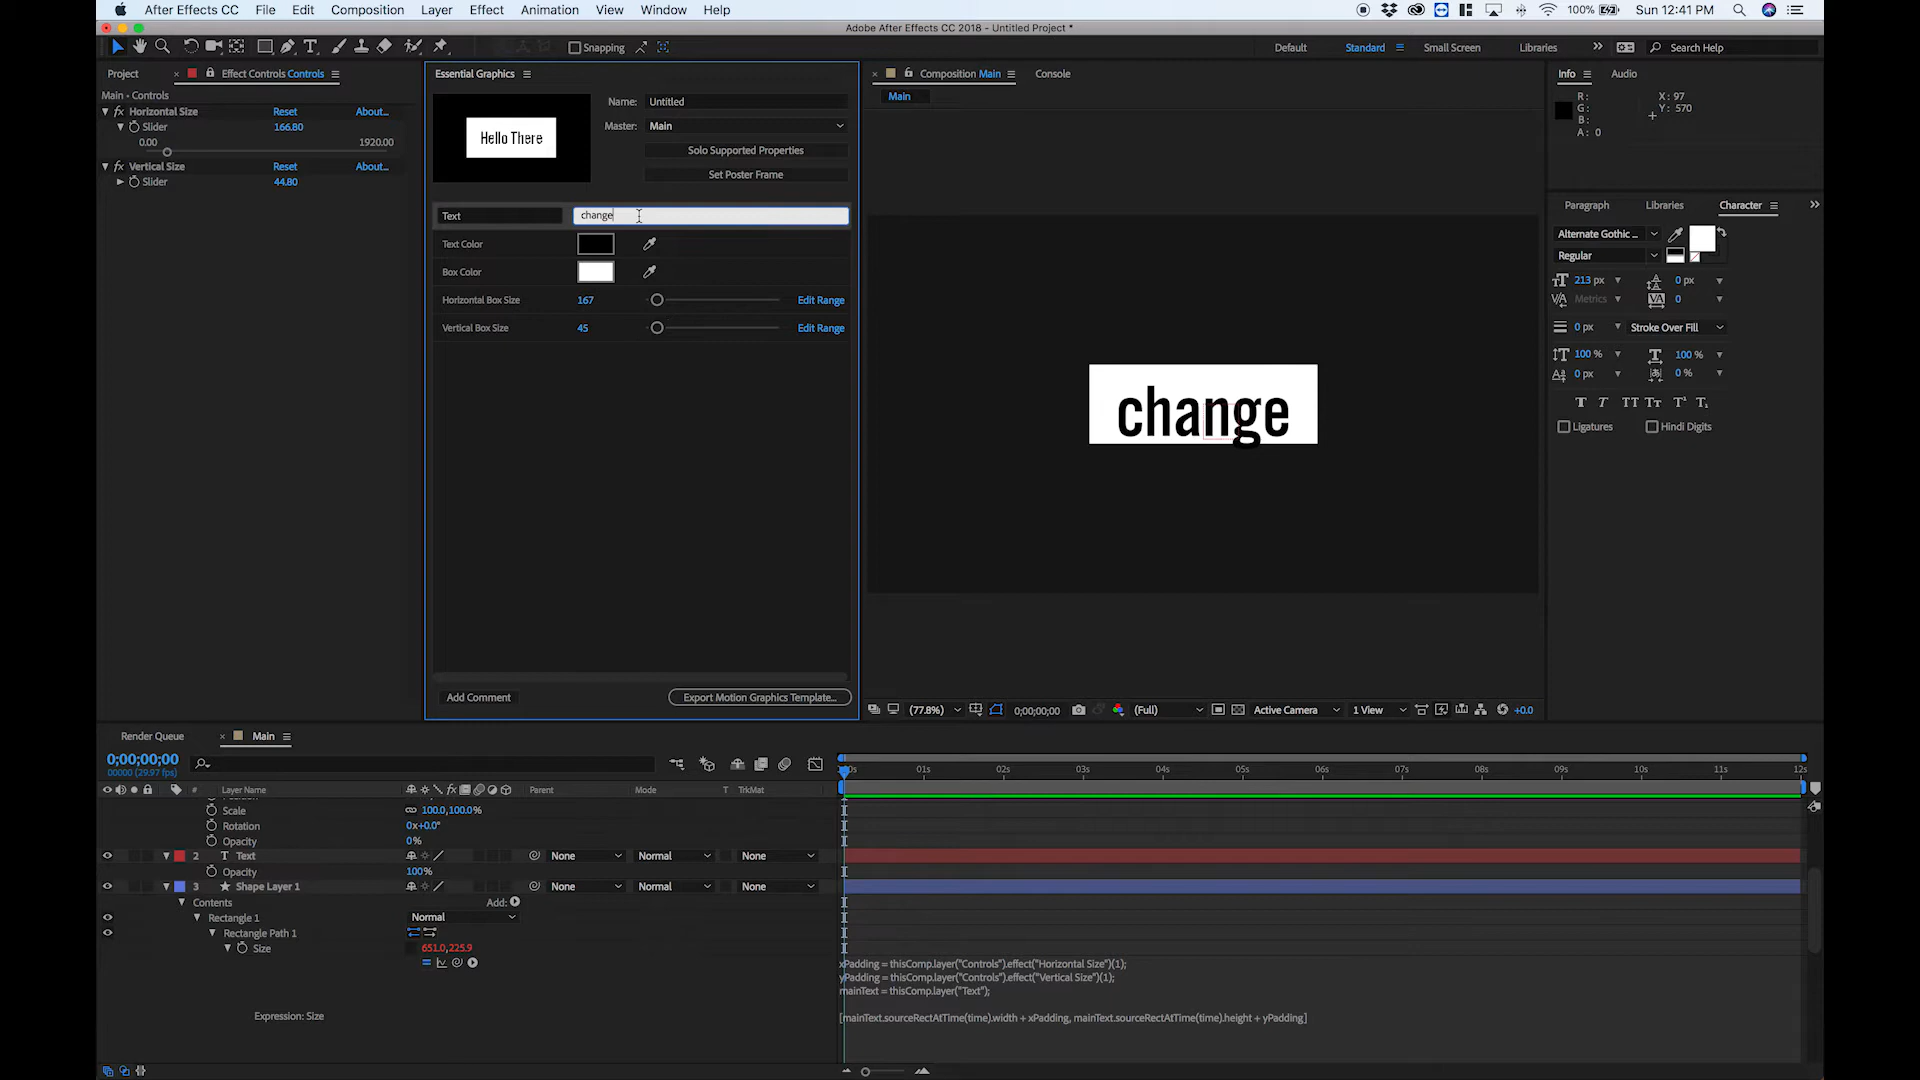 After Effects CC File Edit Composition Layer Effect Animation View Window Help 100% Sun 12:41 PM
Adobe After Effects CC 2018 - Untitled Project *
Snapping Default Standard Small Screen Libraries Search Help
Project Effect Controls Controls
Main • Controls
Horizontal Size Reset About...
Slider 166.80
0.00 1920.00
Vertical Size Reset About...
Slider 44.80
Essential Graphics
Hello There
Name: Untitled
Master: Main
Solo Supported Properties
Set Poster Frame
Text change
Text Color
Box Color
Horizontal Box Size 167 Edit Range
Vertical Box Size 45 Edit Range
Add Comment Export Motion Graphics Template...
Composition Main Console
Main
change
(77.8%) 0;00;00;00 (Full) Active Camera 1 View +0.0
Info Audio
R: X: 97
G: Y: 570
B:
A: 0
Paragraph Libraries Character
Alternate Gothic ...
Regular
213 px 0 px
Metrics 0
0 px Stroke Over Fill
100 % 100 %
0 px 0 %
T T TT Tt T¹ T₁
Ligatures Hindi Digits
Render Queue Main
0;00;00;00
00000 (29.97 fps)
01s 02s 03s 04s 05s 06s 07s 08s 09s 10s 11s 12s
# Layer Name Parent Mode T TrkMat
Scale 100.0,100.0%
Rotation 0x+0.0°
Opacity 0%
2 T Text None Normal None
Opacity 100%
3 Shape Layer 1 None Normal None
Contents Add:
Rectangle 1 Normal
Rectangle Path 1
Size 651.0,225.9
Expression: Size
xPadding = thisComp.layer("Controls").effect("Horizontal Size")(1);
yPadding = thisComp.layer("Controls").effect("Vertical Size")(1);
mainText = thisComp.layer("Text");
[mainText.sourceRectAtTime(time).width + xPadding, mainText.sourceRectAtTime(time).height + yPadding]